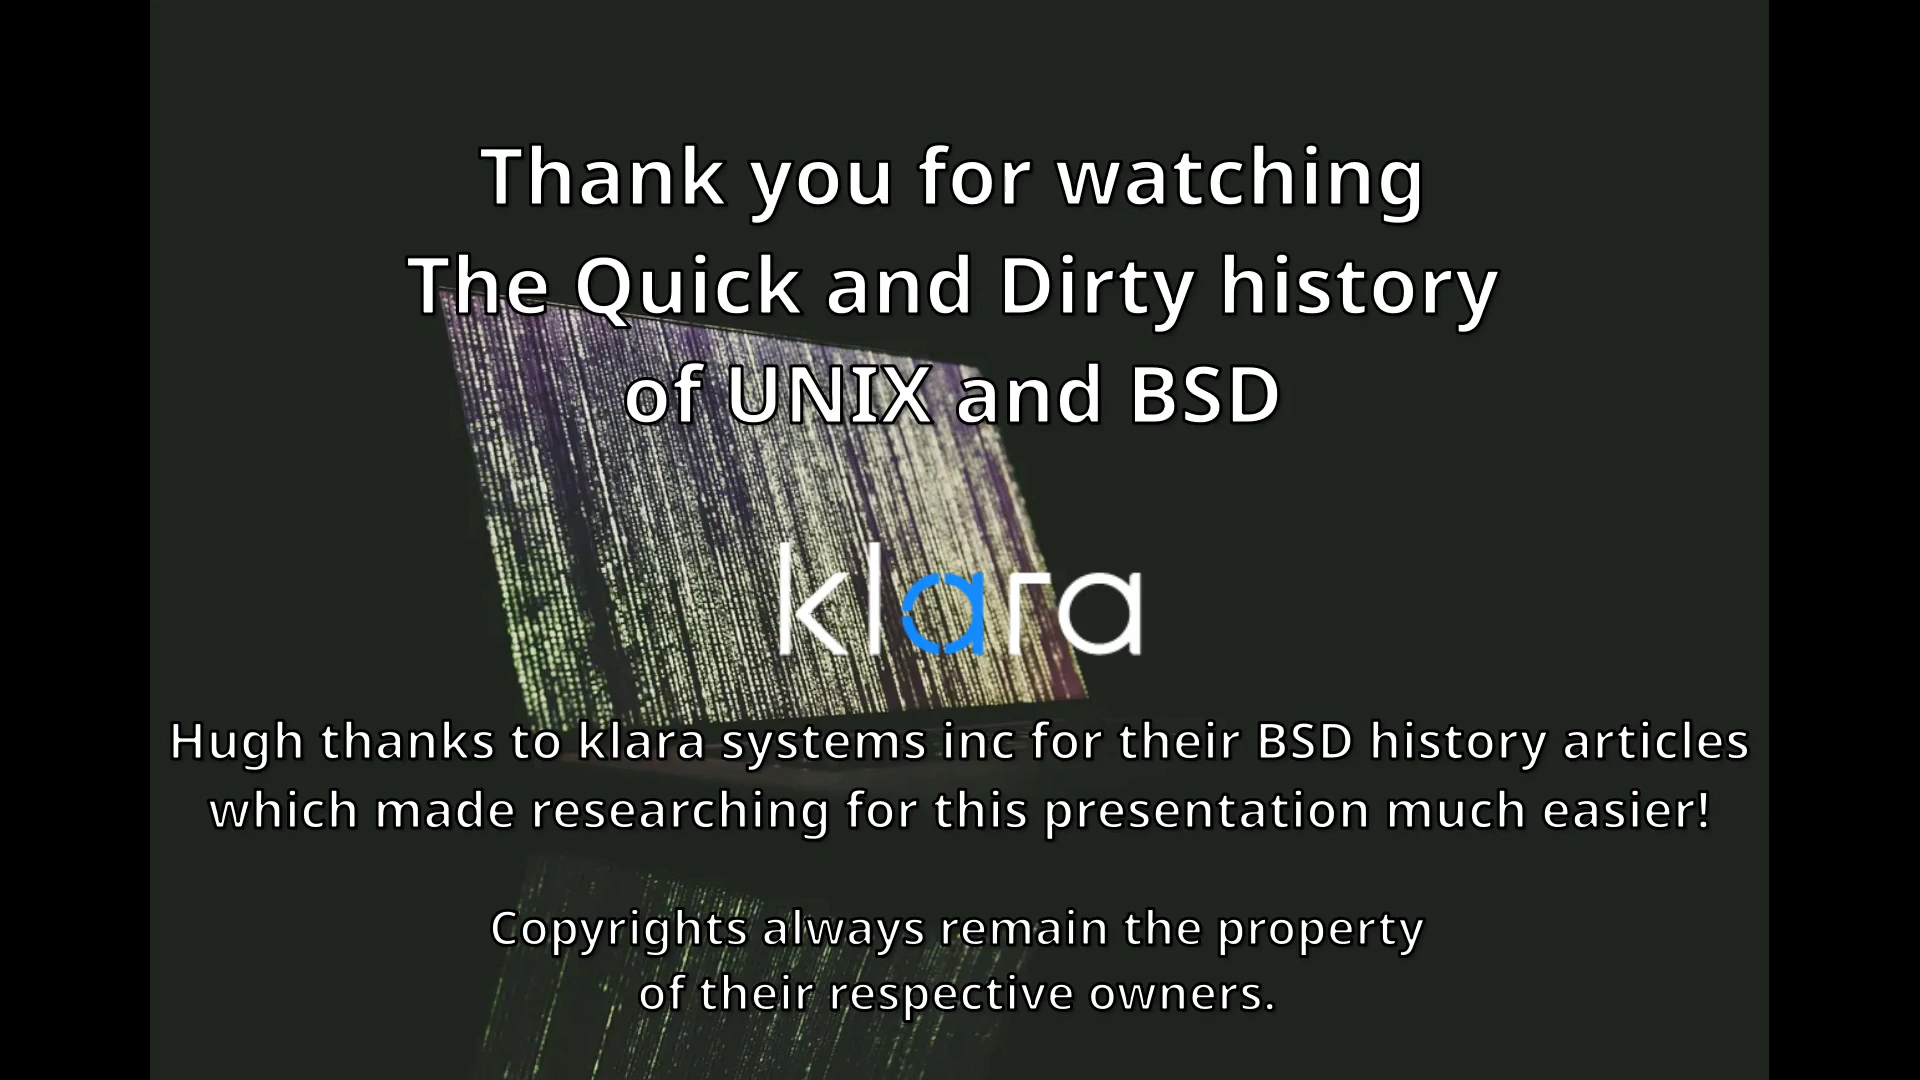 Thank you for watching
The Quick and Dirty history
of UNIX and BSD
klara
Hugh thanks to klara systems inc for their BSD history articles
which made researching for this presentation much easier!
Copyrights always remain the property
of their respective owners.